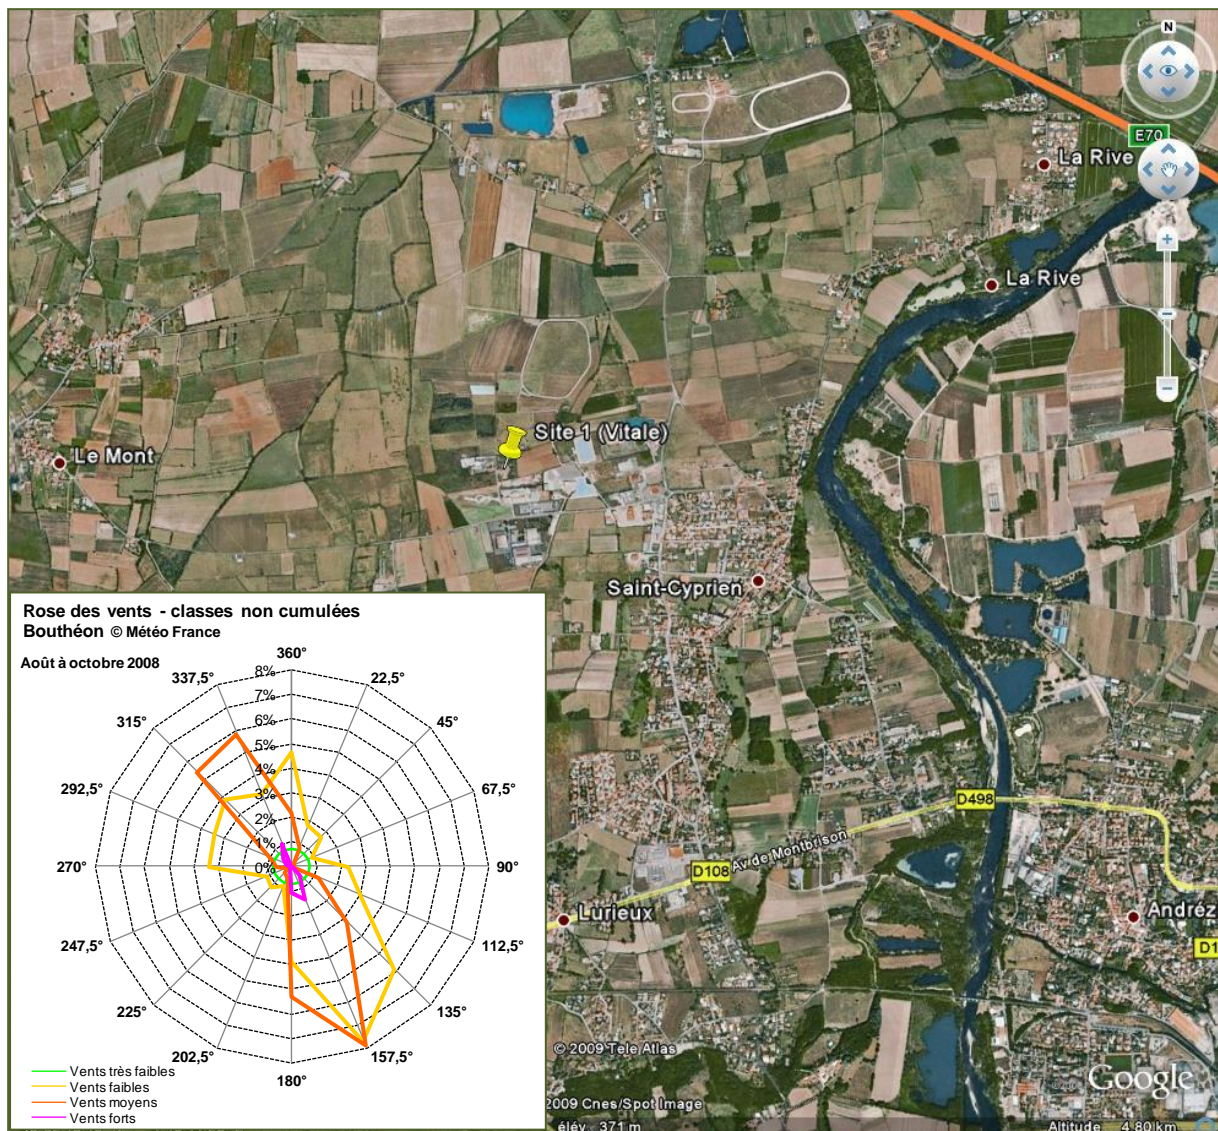 N
E70
La Rive
La Rive
Site 1 (Vitale)
Le Mont
Saint-Cyprien
D498
Av de Montbrison
D108
Lurieux
Andréz
D1
© 2009 Tele Atlas
2009 Cnes/Spot Image
élév. 371 m
Altitude 4.80 km
Google
Rose des vents - classes non cumulées
Bouthéon © Météo France
Août à octobre 2008
360°
22,5°
45°
67,5°
90°
112,5°
135°
157,5°
180°
202,5°
225°
247,5°
270°
292,5°
315°
337,5°
8%
7%
6%
5%
4%
3%
2%
1%
0%
Vents très faibles
Vents faibles
Vents moyens
Vents forts